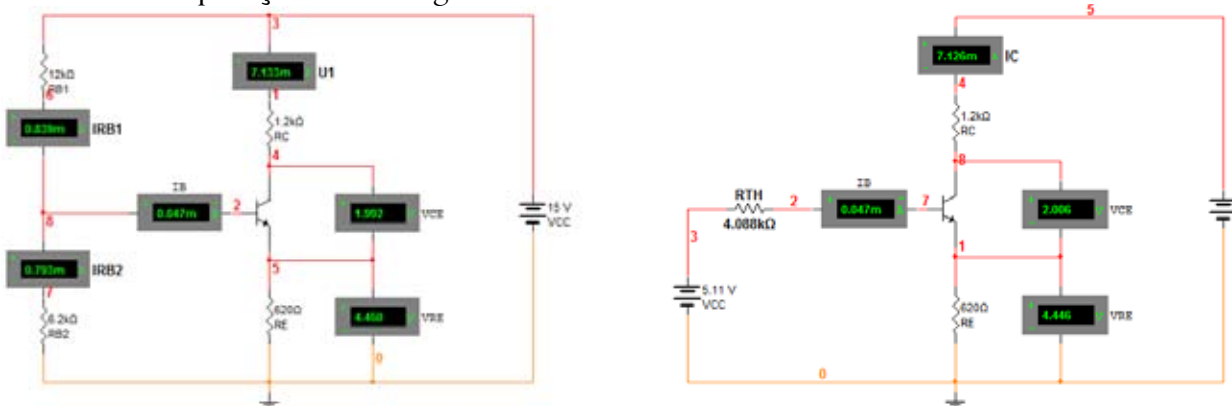 3
5
12kΩ
RB1
6
7.133m
U1
7.126m
IC
1
4
0.839m
IRB1
1.2kΩ
RC
1.2kΩ
RC
4
8
IB
0.047m
2
8
1.992
VCE
15 V
VCC
RTH
4.088kΩ
2
IB
0.047m
7
2.006
VCE
3
0.793m
IRB2
5
1
7
6.2kΩ
RB2
620Ω
RE
4.450
VRE
5.11 V
VCC
620Ω
RE
4.446
VRE
0
0